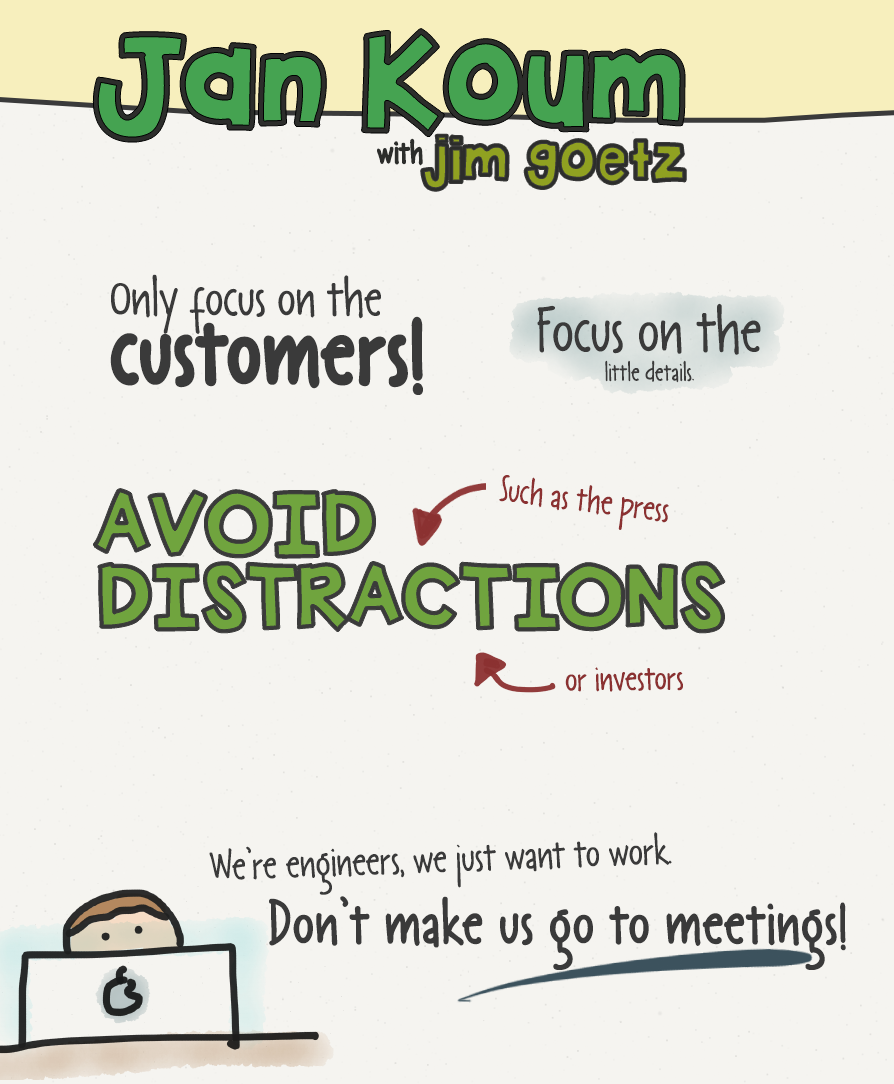 Jan Koum
with jim goetz
Only focus on the
customers!
Focus on the
little details.
AVOID
DISTRACTIONS
Such as the press
or investors
We're engineers, we just want to work.
Don't make us go to meetings!